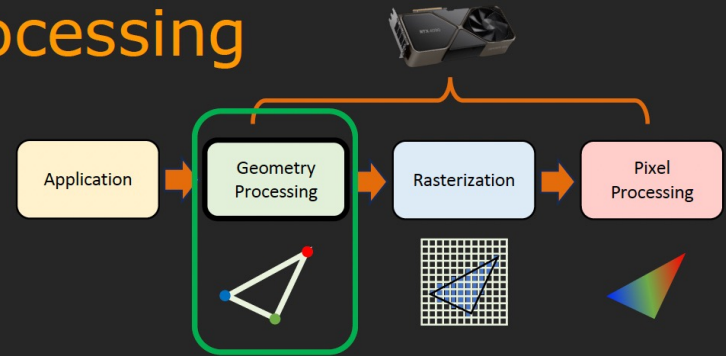 ocessing
Application
Geometry
Processing
Rasterization
Pixel
Processing